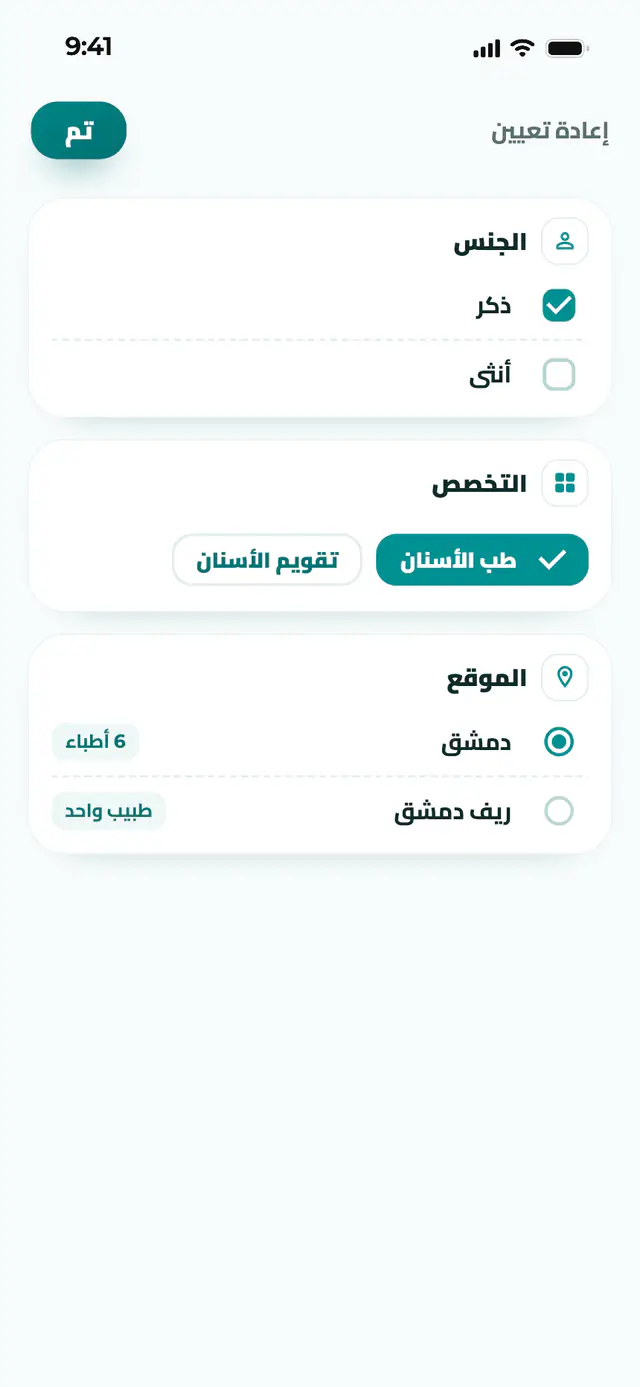 9:41
إعادة تعيين
تم
الجنس
ذكر
أنثى
التخصص
طب الأسنان
تقويم الأسنان
الموقع
دمشق
6 أطباء
ريف دمشق
طبيب واحد